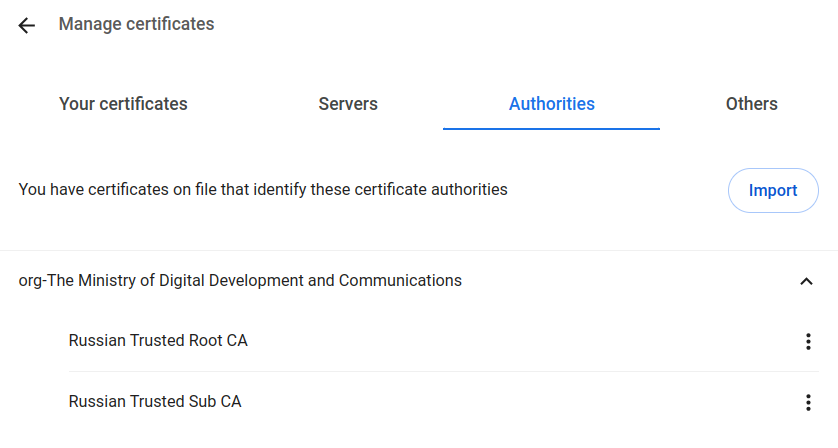 Manage certificates
Your certificates Servers Authorities Others
You have certificates on file that identify these certificate authorities Import
org-The Ministry of Digital Development and Communications
Russian Trusted Root CA
Russian Trusted Sub CA